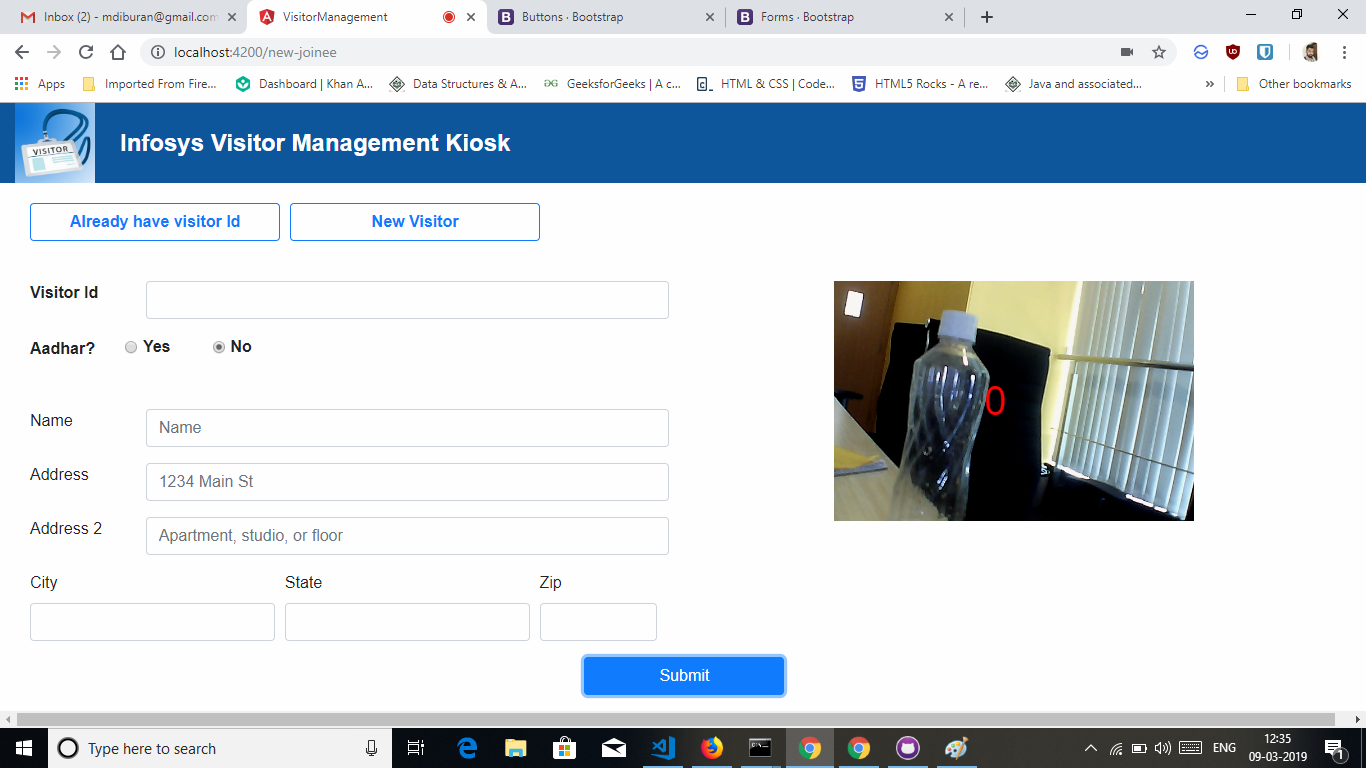 Inbox (2) - mdiburan@gmail.com
VisitorManagement
Buttons · Bootstrap
Forms · Bootstrap
localhost:4200/new-joinee
Apps
Imported From Fire...
Dashboard | Khan A...
Data Structures & A...
GeeksforGeeks | A c...
HTML & CSS | Code...
HTML5 Rocks - A re...
Java and associated...
»
Other bookmarks
VISITOR
Infosys Visitor Management Kiosk
Already have visitor Id
New Visitor
Visitor Id
Aadhar?
Yes
No
0
Name
Name
Address
1234 Main St
Address 2
Apartment, studio, or floor
City
State
Zip
Submit
Type here to search
ENG
12:35
09-03-2019
1